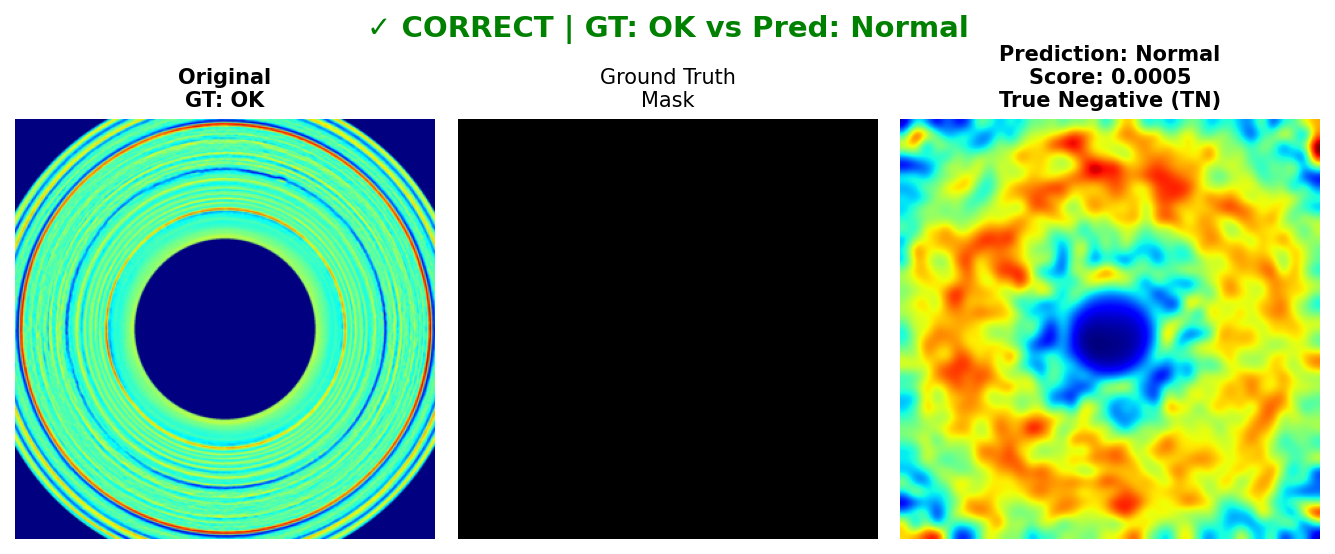 ✓ CORRECT | GT: OK vs Pred: Normal
Original
GT: OK
Ground Truth
Mask
Prediction: Normal
Score: 0.0005
True Negative (TN)